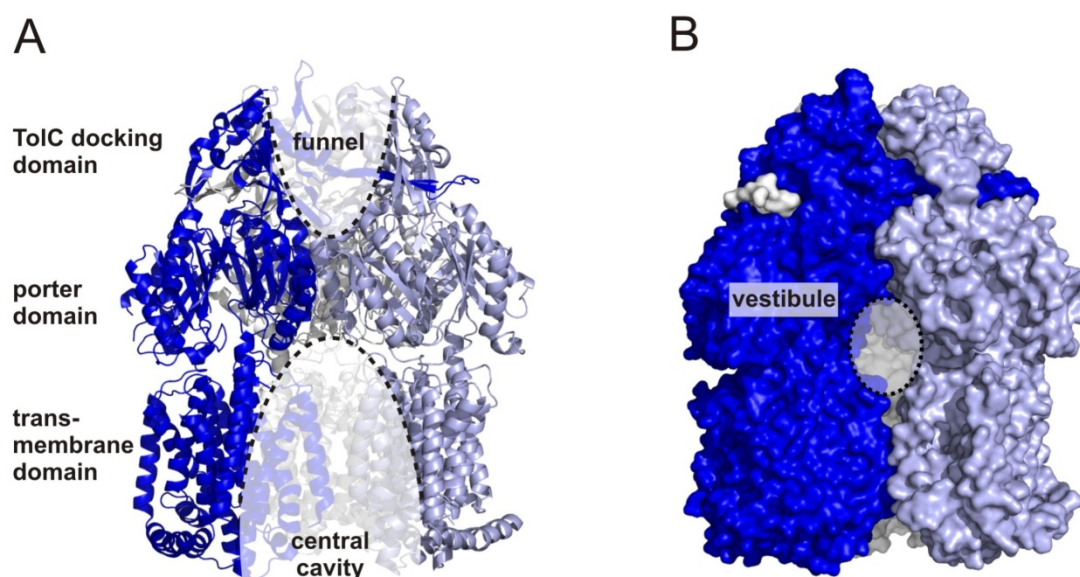 A
B
TolC docking
domain
funnel
porter
domain
vestibule
trans-
membrane
domain
central
cavity